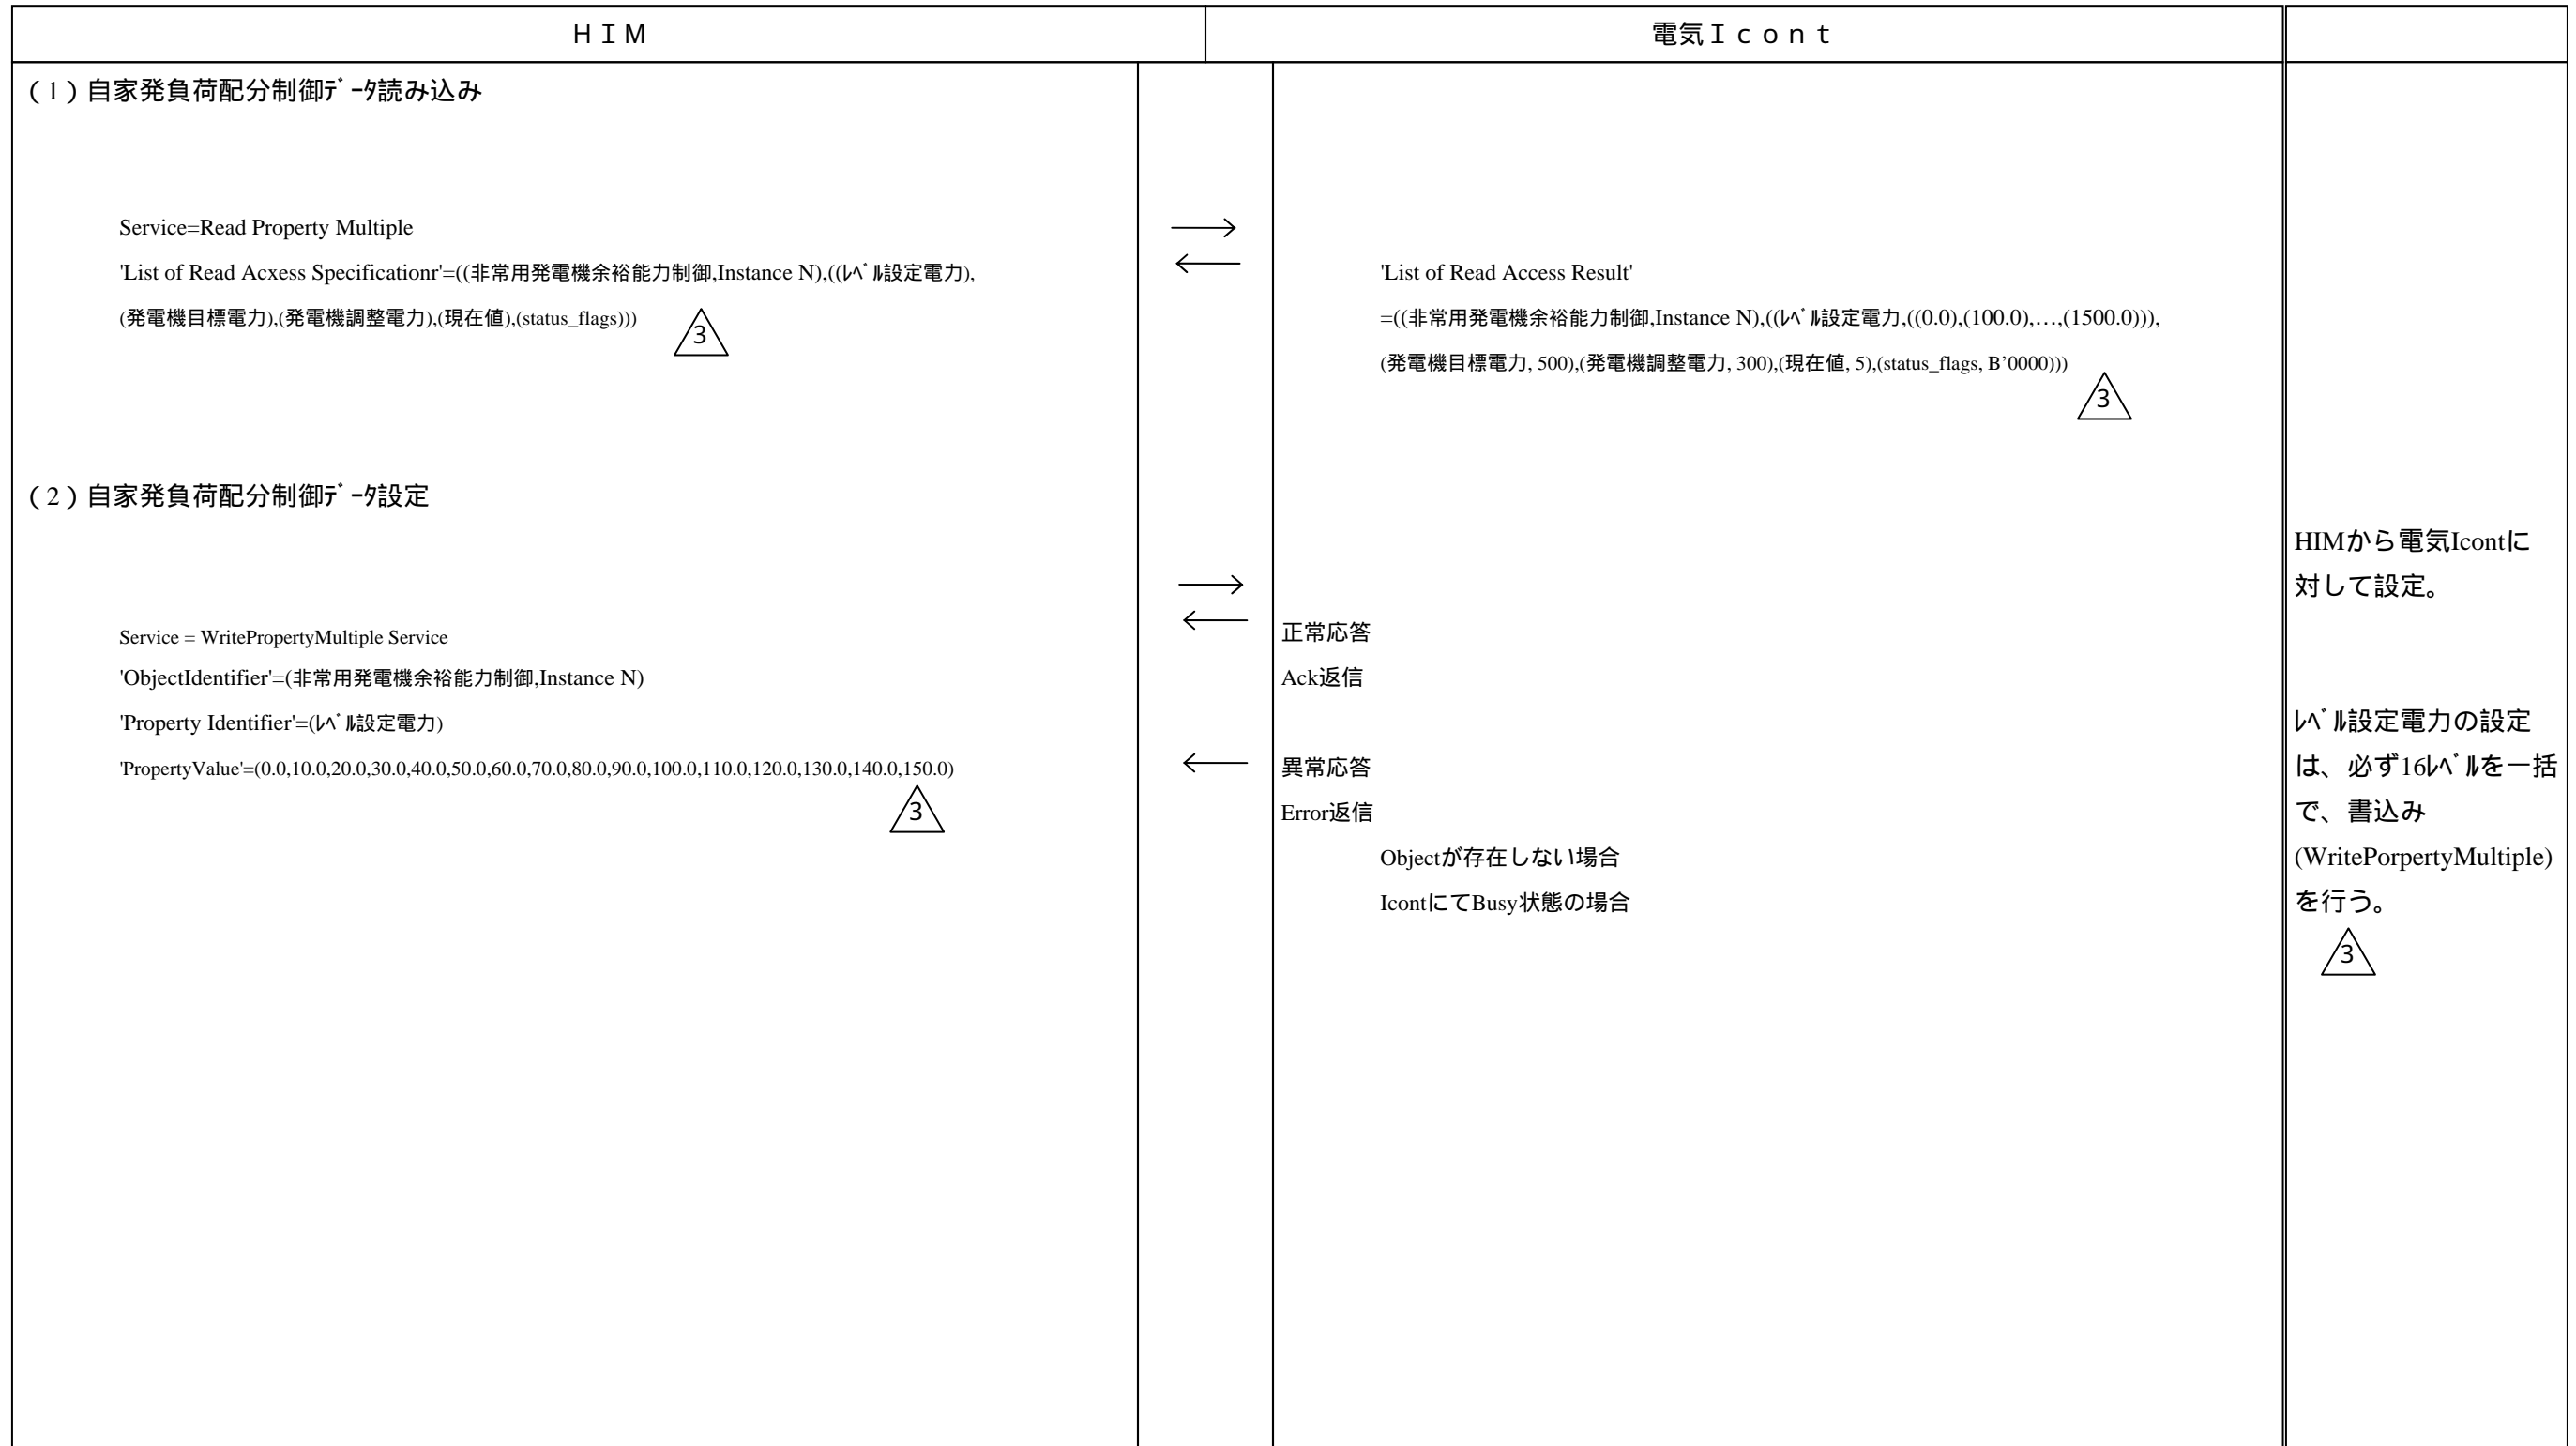 ＨＩＭ
電気Ｉｃｏｎｔ
(1) 自家発負荷配分制御ﾃﾞｰﾀ読み込み
Service=Read Property Multiple
'List of Read Acxess Specificationr'=((非常用発電機余裕能力制御,Instance N),((ﾚﾍﾞﾙ設定電力),
(発電機目標電力),(発電機調整電力),(現在値),(status_flags)))
3
'List of Read Access Result'
=((非常用発電機余裕能力制御,Instance N),((ﾚﾍﾞﾙ設定電力,((0.0),(100.0),…,(1500.0))),
(発電機目標電力, 500),(発電機調整電力, 300),(現在値, 5),(status_flags, B’0000)))
3
(2) 自家発負荷配分制御ﾃﾞｰﾀ設定
Service = WritePropertyMultiple Service
'ObjectIdentifier'=(非常用発電機余裕能力制御,Instance N)
'Property Identifier'=(ﾚﾍﾞﾙ設定電力)
'PropertyValue'=(0.0,10.0,20.0,30.0,40.0,50.0,60.0,70.0,80.0,90.0,100.0,110.0,120.0,130.0,140.0,150.0)
3
正常応答
Ack返信
異常応答
Error返信
Objectが存在しない場合
IcontにてBusy状態の場合
HIMから電気Icontに
対して設定。
ﾚﾍﾞﾙ設定電力の設定
は、必ず16ﾚﾍﾞﾙを一括
で、書込み
(WritePorpertyMultiple)
を行う。
3